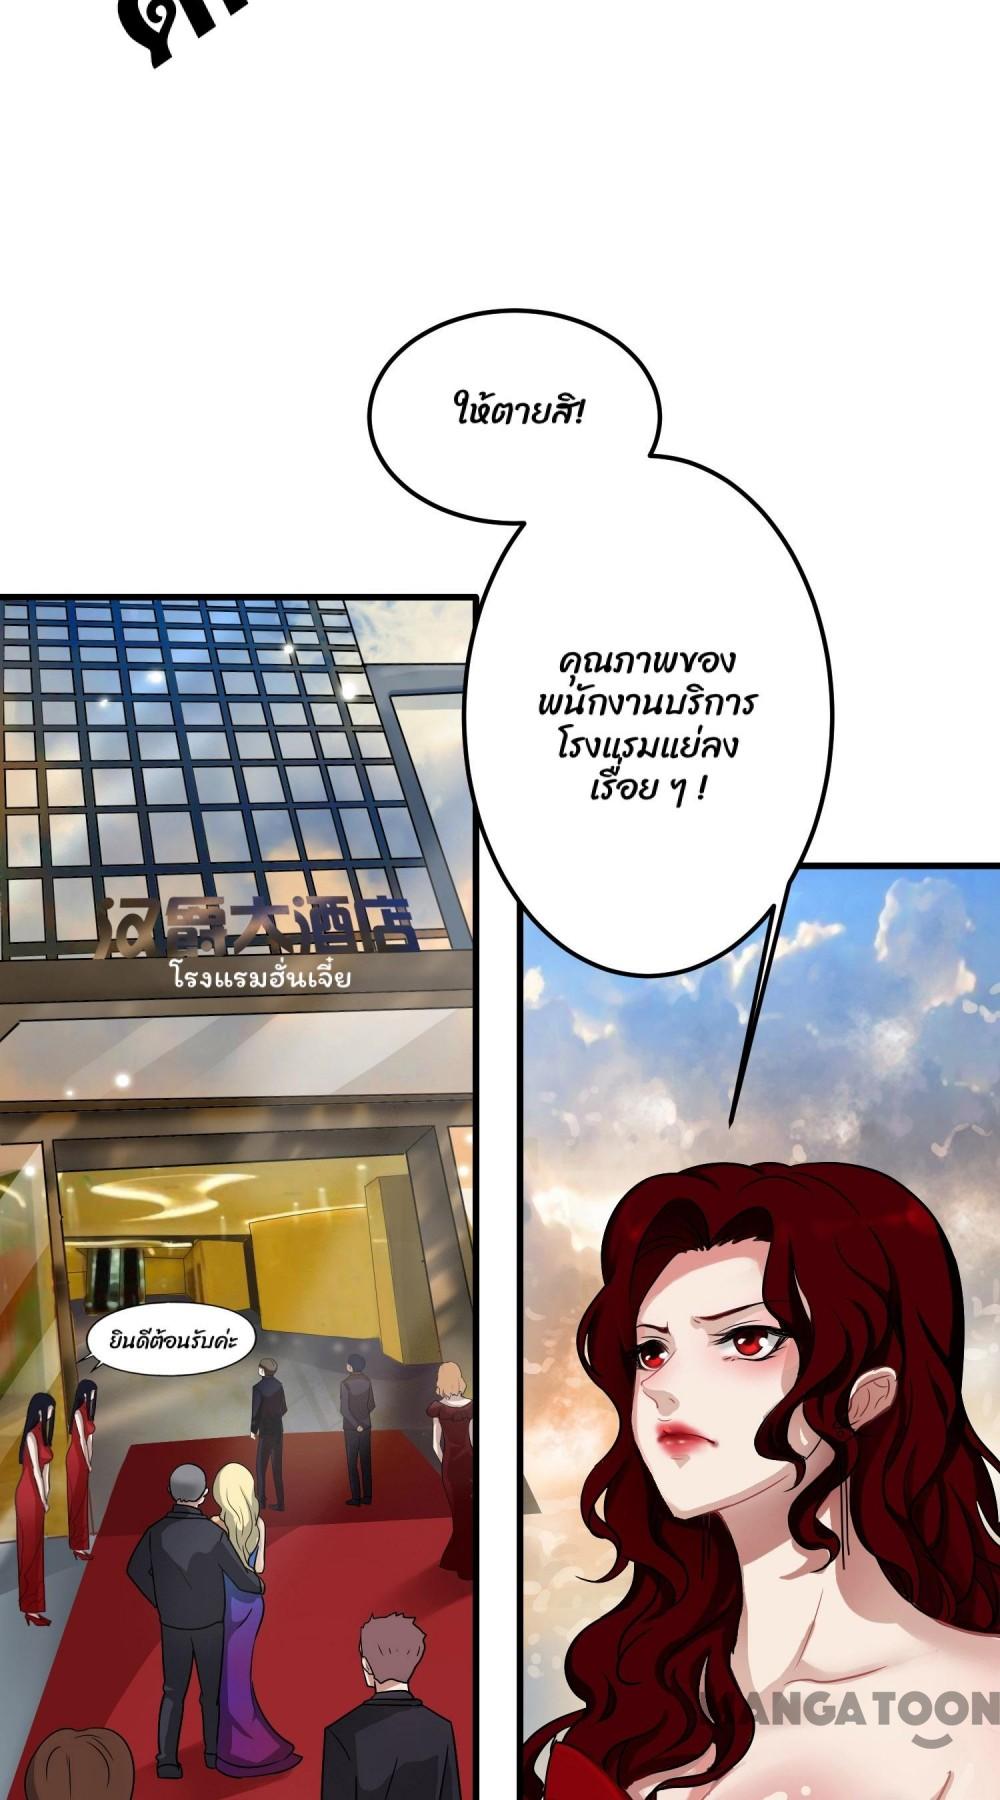 ให้ตายสิ!
คุณภาพของ
พนักงานบริการ
โรงแรมแย่ลง
เรื่อย ๆ !
汉爵大酒店
โรงแรมฮั่นเจี๋ย
ยินดีต้อนรับค่ะ
MANGATOON